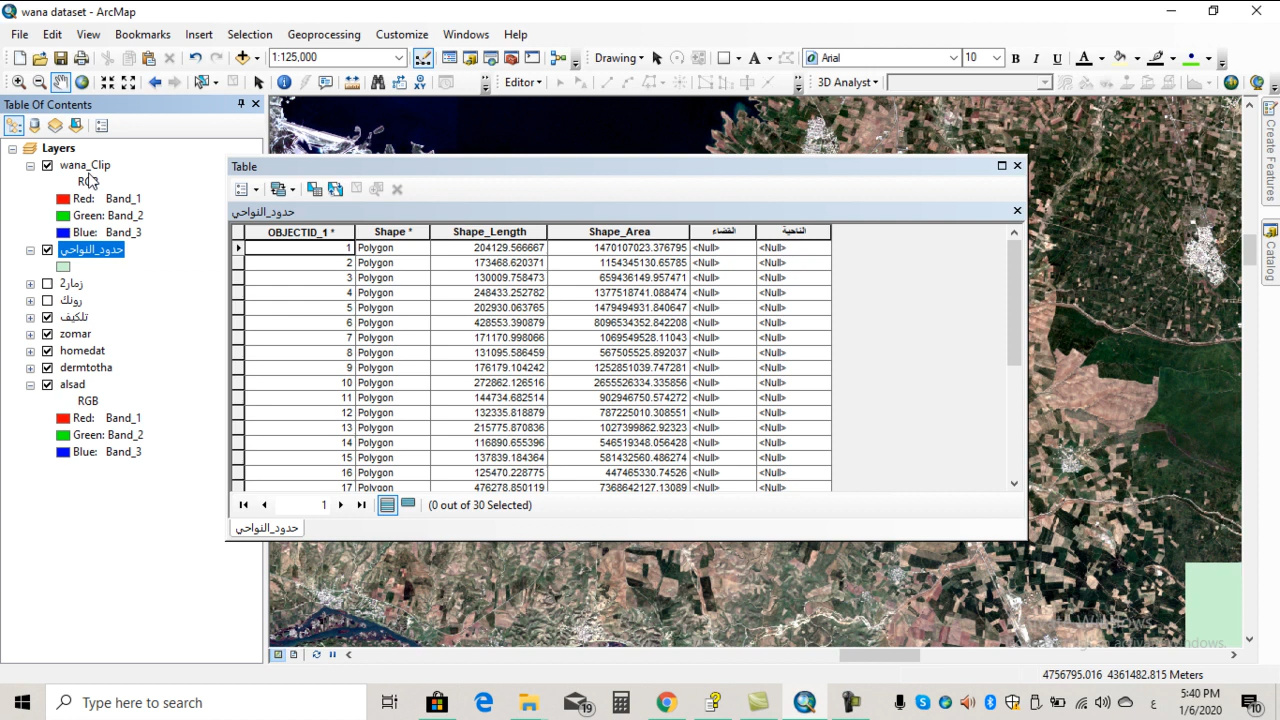 wana dataset - ArcMap
File Edit View Bookmarks Insert Selection Geoprocessing Customize Windows Help
1:125,000 Drawing Arial 10 B I U A
Editor 3D Analyst
Table Of Contents
Layers
wana_Clip
Red: Band_1
Green: Band_2
Blue: Band_3
حدود_النواحي
زمار2
رونك
تلكيف
zomar
homedat
dermtotha
alsad
RGB
Red: Band_1
Green: Band_2
Blue: Band_3
Table
حدود_النواحي
OBJECTID_1 * Shape * Shape_Length Shape_Area القضاء الناحية
1 Polygon 204129.566667 1470107023.376795 <Null> <Null>
2 Polygon 173468.620371 1154345130.65785 <Null> <Null>
3 Polygon 130009.758473 659436149.957471 <Null> <Null>
4 Polygon 248433.252782 1377518741.088474 <Null> <Null>
5 Polygon 202930.063765 1479494931.840647 <Null> <Null>
6 Polygon 428553.390879 8096534352.842208 <Null> <Null>
7 Polygon 171170.998066 1069549528.11043 <Null> <Null>
8 Polygon 131095.586459 567505525.892037 <Null> <Null>
9 Polygon 176179.104242 1252851039.747281 <Null> <Null>
10 Polygon 272862.126516 2655526334.335856 <Null> <Null>
11 Polygon 144734.682514 902946750.574272 <Null> <Null>
12 Polygon 132335.818879 787225010.308551 <Null> <Null>
13 Polygon 215775.870836 1027399862.92323 <Null> <Null>
14 Polygon 116890.655396 546519348.056428 <Null> <Null>
15 Polygon 137839.184364 581432560.486274 <Null> <Null>
16 Polygon 125470.228775 447465330.74526 <Null> <Null>
17 Polygon 476278.850119 7368642127.13089 <Null> <Null>
1 (0 out of 30 Selected)
حدود_النواحي
Create Features
Catalog
4756795.016 4361482.815 Meters
Type here to search
19
ع
5:40 PM
1/6/2020
10